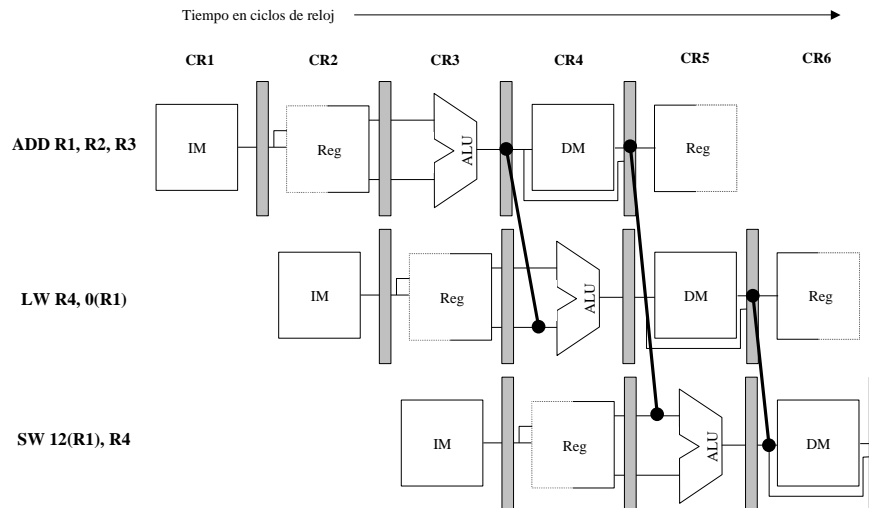 Tiempo en ciclos de reloj
CR1 CR2 CR3 CR4 CR5 CR6
ADD R1, R2, R3 IM Reg ALU DM Reg
LW R4, 0(R1) IM Reg ALU DM Reg
SW 12(R1), R4 IM Reg ALU DM